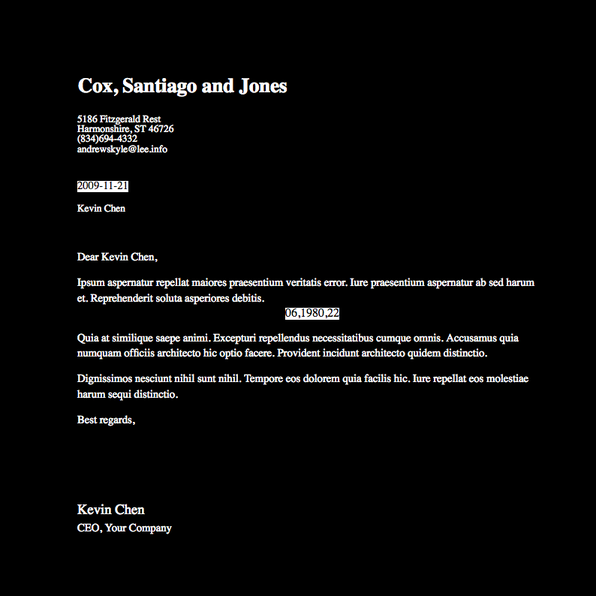 Cox, Santiago and Jones
5186 Fitzgerald Rest
Harmonshire, ST 46726
(834)694-4332
andrewskyle@lee.info
2009-11-21
Kevin Chen
Dear Kevin Chen,
Ipsum aspernatur repellat maiores praesentium veritatis error. Iure praesentium aspernatur ab sed harum
et. Reprehenderit soluta asperiores debitis.
06,1980,22
Quia at similique saepe animi. Excepturi repellendus necessitatibus cumque omnis. Accusamus quia
numquam officiis architecto hic optio facere. Provident incidunt architecto quidem distinctio.
Dignissimos nesciunt nihil sunt nihil. Tempore eos dolorem quia facilis hic. Iure repellat eos molestiae
harum sequi distinctio.
Best regards,
Kevin Chen
CEO, Your Company